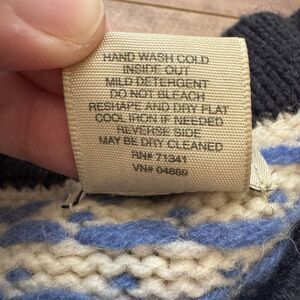 HAND WASH COLD
INSIDE OUT
MILD DETERGENT
DO NOT BLEACH
RESHAPE AND DRY FLAT
COOL IRON IF NEEDED
REVERSE SIDE
MAY BE DRY CLEANED
RN# 71341
VN# 04889